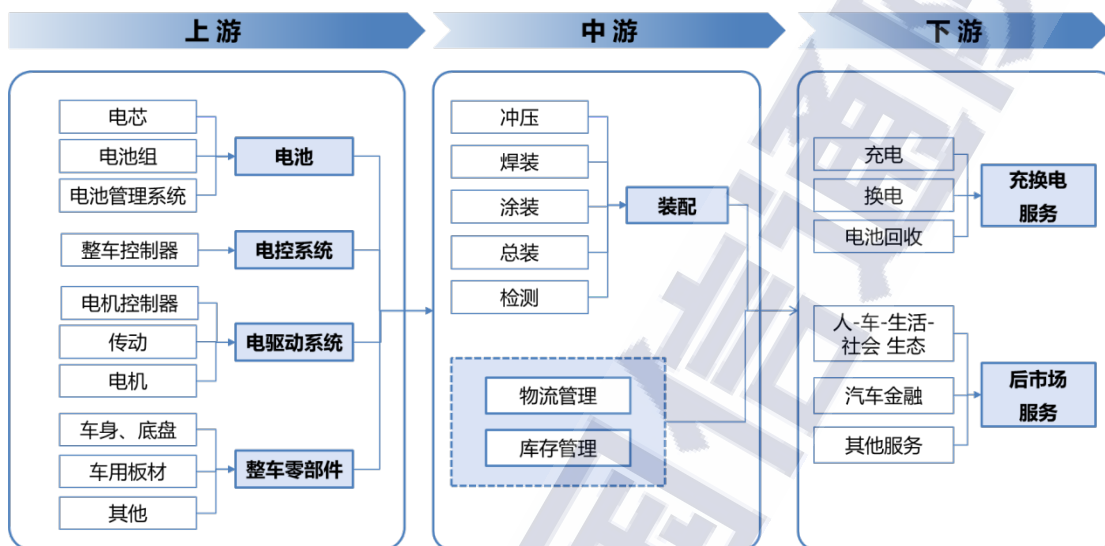 上游
中游
下游
电芯
电池组
电池管理系统
电池
整车控制器
电控系统
电机控制器
传动
电机
电驱动系统
车身、底盘
车用板材
其他
整车零部件
冲压
焊装
涂装
总装
检测
装配
物流管理
库存管理
充电
换电
电池回收
充换电
服务
人-车-生活-
社会 生态
汽车金融
其他服务
后市场
服务